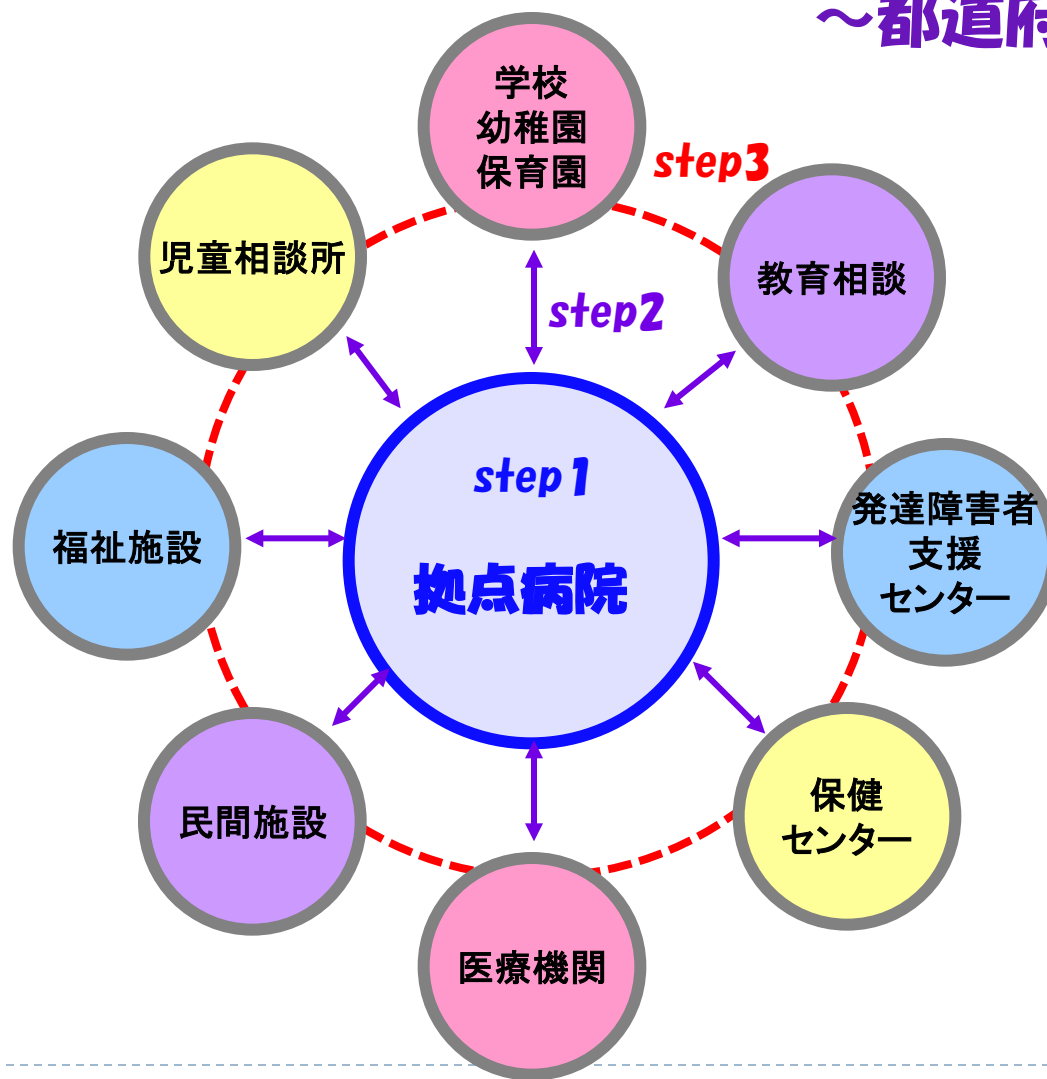 ～都道府
学校
幼稚園
保育園
step3
児童相談所
教育相談
step2
step1
拠点病院
福祉施設
発達障害者
支援
センター
民間施設
保健
センター
医療機関